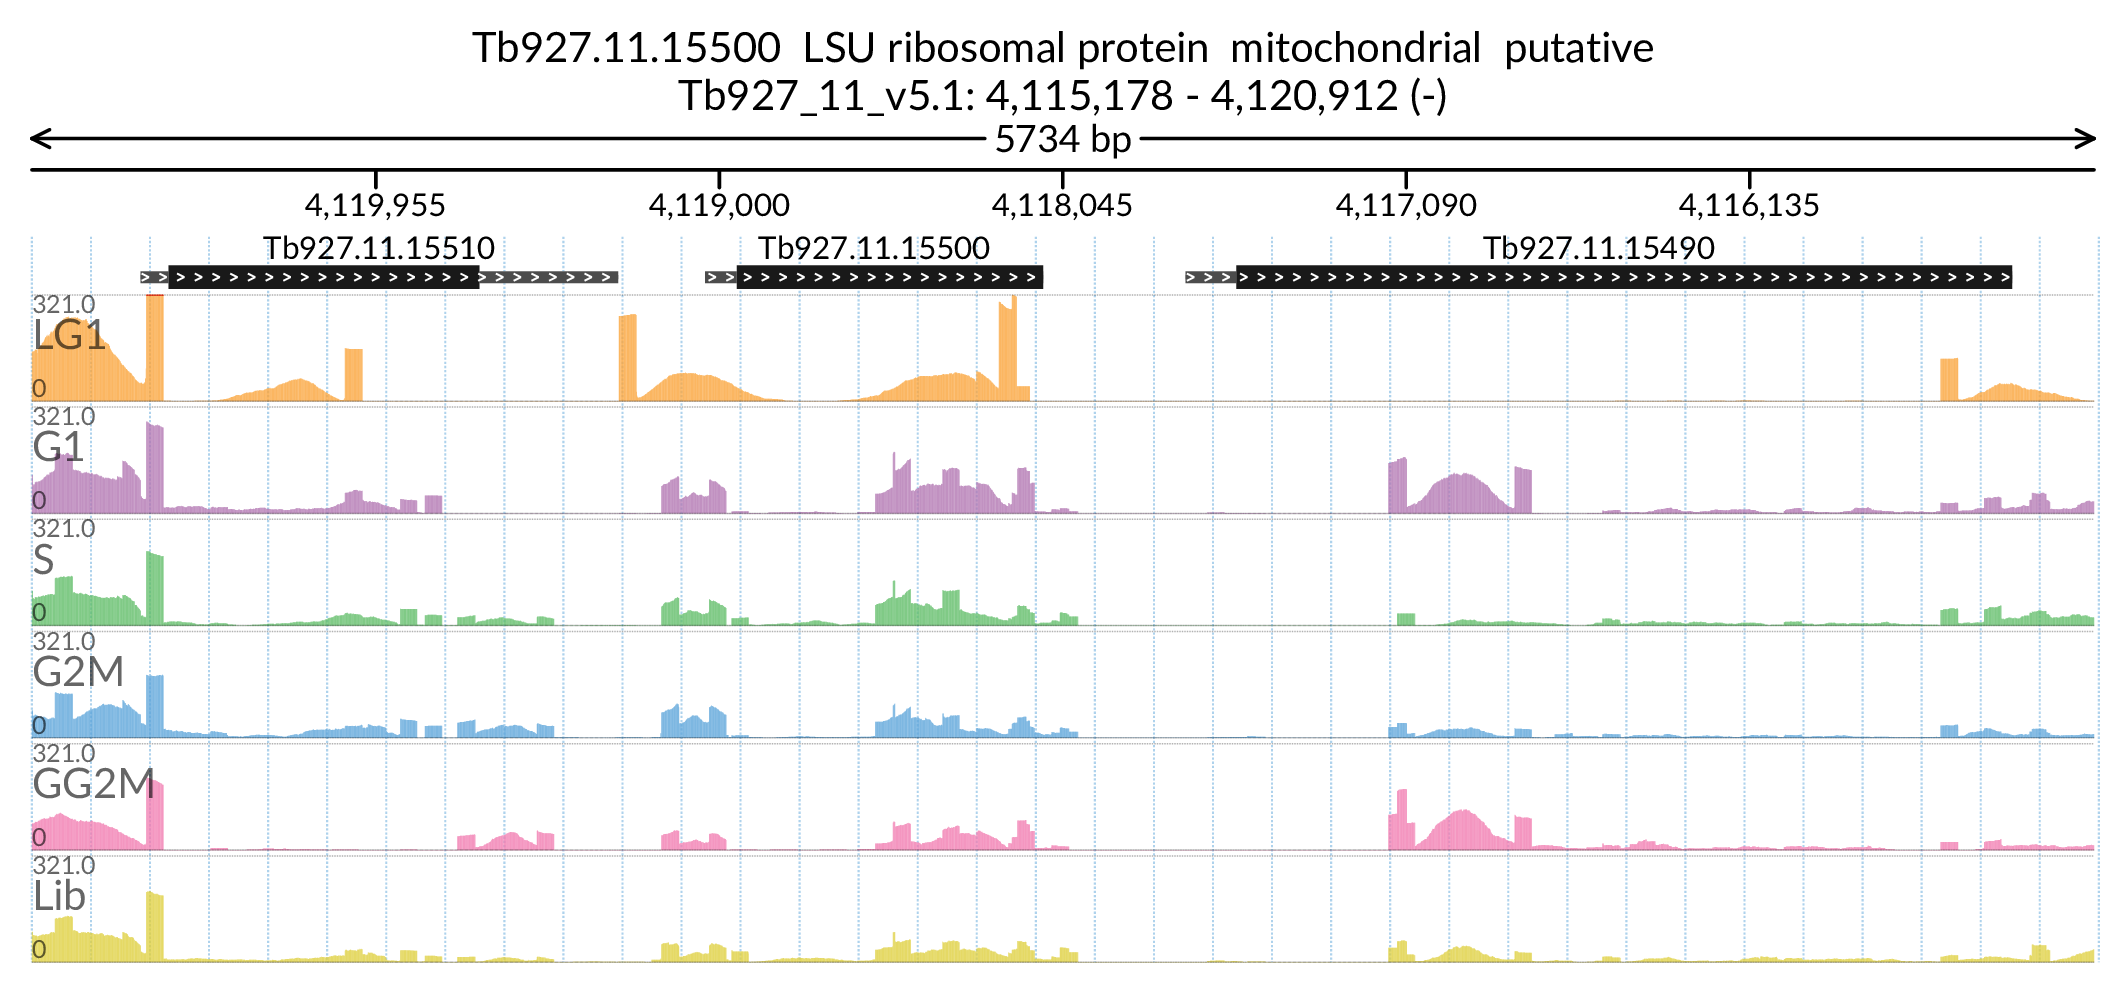 Tb927.11.15500 LSU ribosomal protein mitochondrial putative
Tb927_11_v5.1: 4,115,178 - 4,120,912 (-)
5734 bp
4,119,955 4,119,000 4,118,045 4,117,090 4,116,135
Tb927.11.15510 Tb927.11.15500 Tb927.11.15490
321.0
LG1
0
321.0
G1
0
321.0
S
0
321.0
G2M
0
321.0
GG2M
0
321.0
Lib
0